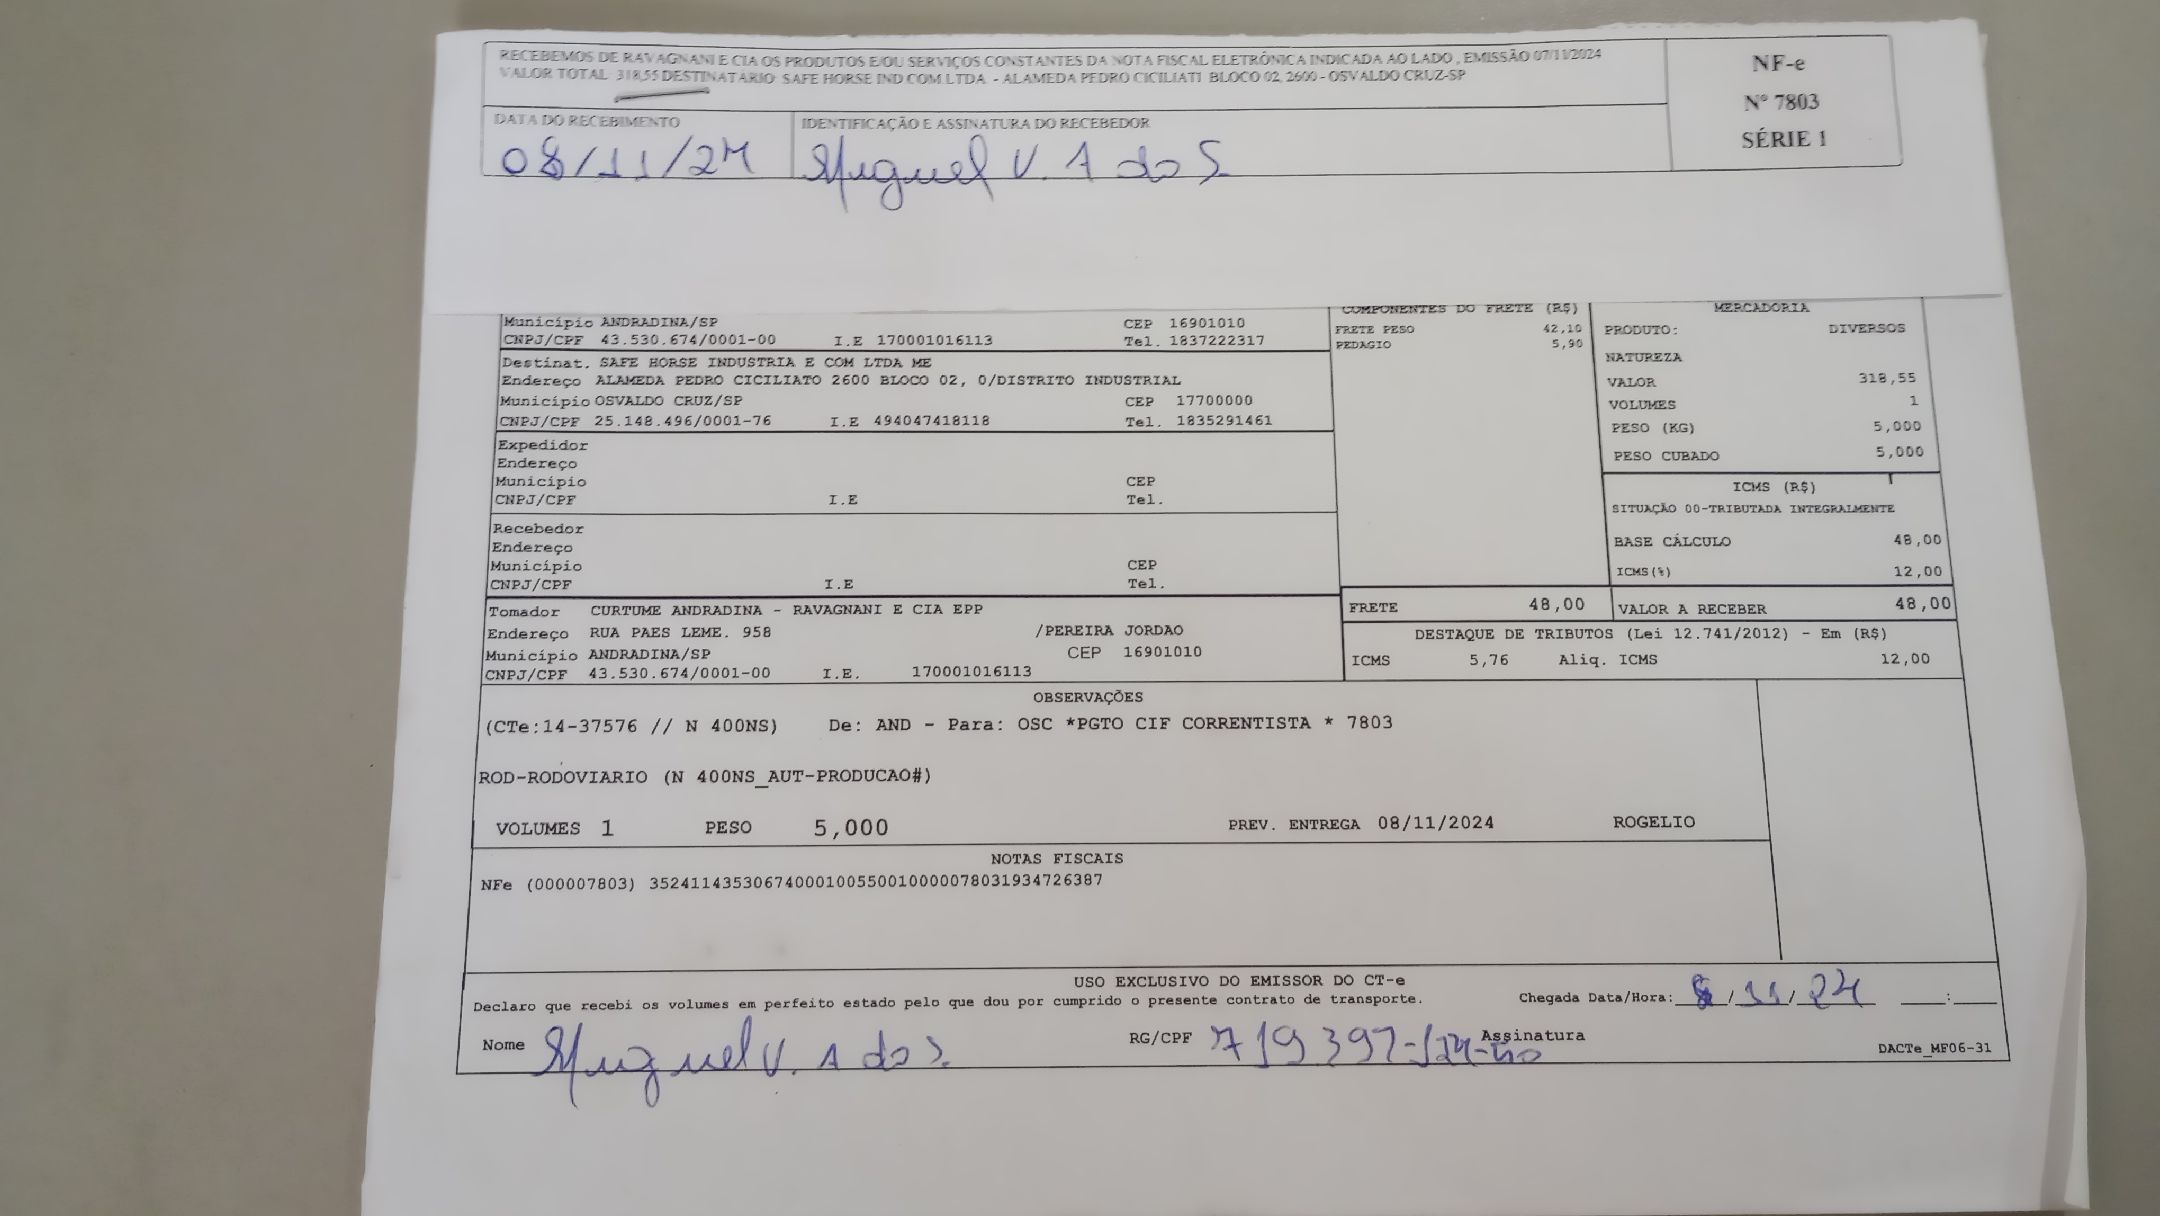 RECEBEMOS DE RAVAGNANI E CIA OS PRODUTOS E/OU SERVIÇOS CONSTANTES DA NOTA FISCAL ELETRÔNICA INDICADA AO LADO , EMISSÃO 07/11/2024
VALOR TOTAL 318,55 DESTINATÁRIO SAFE HORSE IND COM LTDA - ALAMEDA PEDRO CICILIATI BLOCO 02, 2600 - OSVALDO CRUZ-SP
NF-e
Nº 7803
SÉRIE 1
DATA DO RECEBIMENTO IDENTIFICAÇÃO E ASSINATURA DO RECEBEDOR
08/11/24 Miguel V. A do S
Município ANDRADINA/SP CEP 16901010
CNPJ/CPF 43.530.674/0001-00 I.E 170001016113 Tel. 1837222317
Destinat. SAFE HORSE INDUSTRIA E COM LTDA ME
Endereço ALAMEDA PEDRO CICILIATO 2600 BLOCO 02, 0/DISTRITO INDUSTRIAL
Município OSVALDO CRUZ/SP CEP 17700000
CNPJ/CPF 25.148.496/0001-76 I.E 494047418118 Tel. 1835291461
Expedidor
Endereço
Município CEP
CNPJ/CPF I.E Tel.
Recebedor
Endereço
Município CEP
CNPJ/CPF I.E Tel.
Tomador CURTUME ANDRADINA - RAVAGNANI E CIA EPP
Endereço RUA PAES LEME. 958 /PEREIRA JORDAO
Município ANDRADINA/SP CEP 16901010
CNPJ/CPF 43.530.674/0001-00 I.E. 170001016113
COMPONENTES DO FRETE (R$)
FRETE PESO 42,10
PEDAGIO 5,90
MERCADORIA
PRODUTO: DIVERSOS
NATUREZA
VALOR 318,55
VOLUMES 1
PESO (KG) 5,000
PESO CUBADO 5,000
ICMS (R$)
SITUAÇÃO 00-TRIBUTADA INTEGRALMENTE
BASE CÁLCULO 48,00
ICMS(%) 12,00
FRETE 48,00 VALOR A RECEBER 48,00
DESTAQUE DE TRIBUTOS (Lei 12.741/2012) - Em (R$)
ICMS 5,76 Aliq. ICMS 12,00
OBSERVAÇÕES
(CTe:14-37576 // N 400NS) De: AND - Para: OSC *PGTO CIF CORRENTISTA * 7803
ROD-RODOVIARIO (N 400NS_AUT-PRODUCAO#)
VOLUMES 1 PESO 5,000 PREV. ENTREGA 08/11/2024 ROGELIO
NOTAS FISCAIS
NFe (000007803) 35241143530674000100550010000078031934726387
USO EXCLUSIVO DO EMISSOR DO CT-e
Declaro que recebi os volumes em perfeito estado pelo que dou por cumprido o presente contrato de transporte. Chegada Data/Hora: 8/11/24 ___:___
Nome Miguel V. A do S. RG/CPF 719.397- Assinatura
DACTe_MF06-31